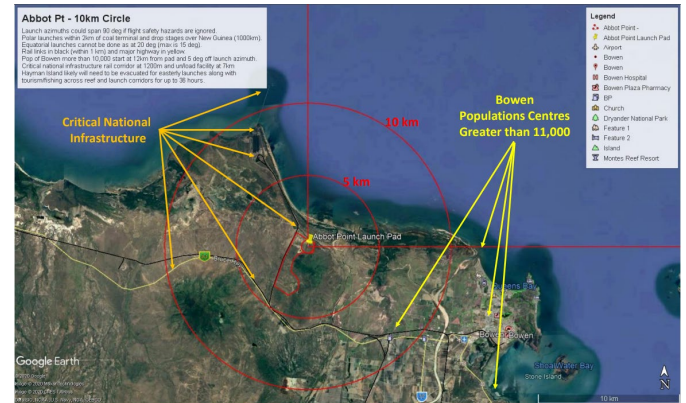 Abbot Pt - 10km Circle
Launch azimuths could span 90 deg if flight safety hazards are ignored.
Polar launches within 2km of coal terminal and drop stages over New Guinea (1000km).
Equatorial launches cannot be done as at 20 deg (max is 15 deg).
Rail links in black (within 1 km) and major highway in yellow.
Pop of Bowen more than 10,000 start at 12km from pad and 5 deg off launch azimuth.
Critical national infrastructure rail corridor at 1200m and unload facility at 7km
Hayman Island likely will need to be evacuated for easterly launches along with
tourism/fishing across reef and launch corridors for up to 36 hours.
Legend
Abbot Point -
Abbot Point Launch Pad
Airport
Bowen
Bowen
Bowen Hospital
Bowen Plaza Pharmacy
BP
Church
Dryander National Park
Feature 1
Feature 2
Island
Montes Reef Resort
Critical National
Infrastructure
Bowen
Populations Centres
Greater than 11,000
10 km
5 km
Abbot Point Launch Pad
Queens Bay
Bowen
Bowen
Shoalwater Bay
Stone Island
Google Earth
N
10 km